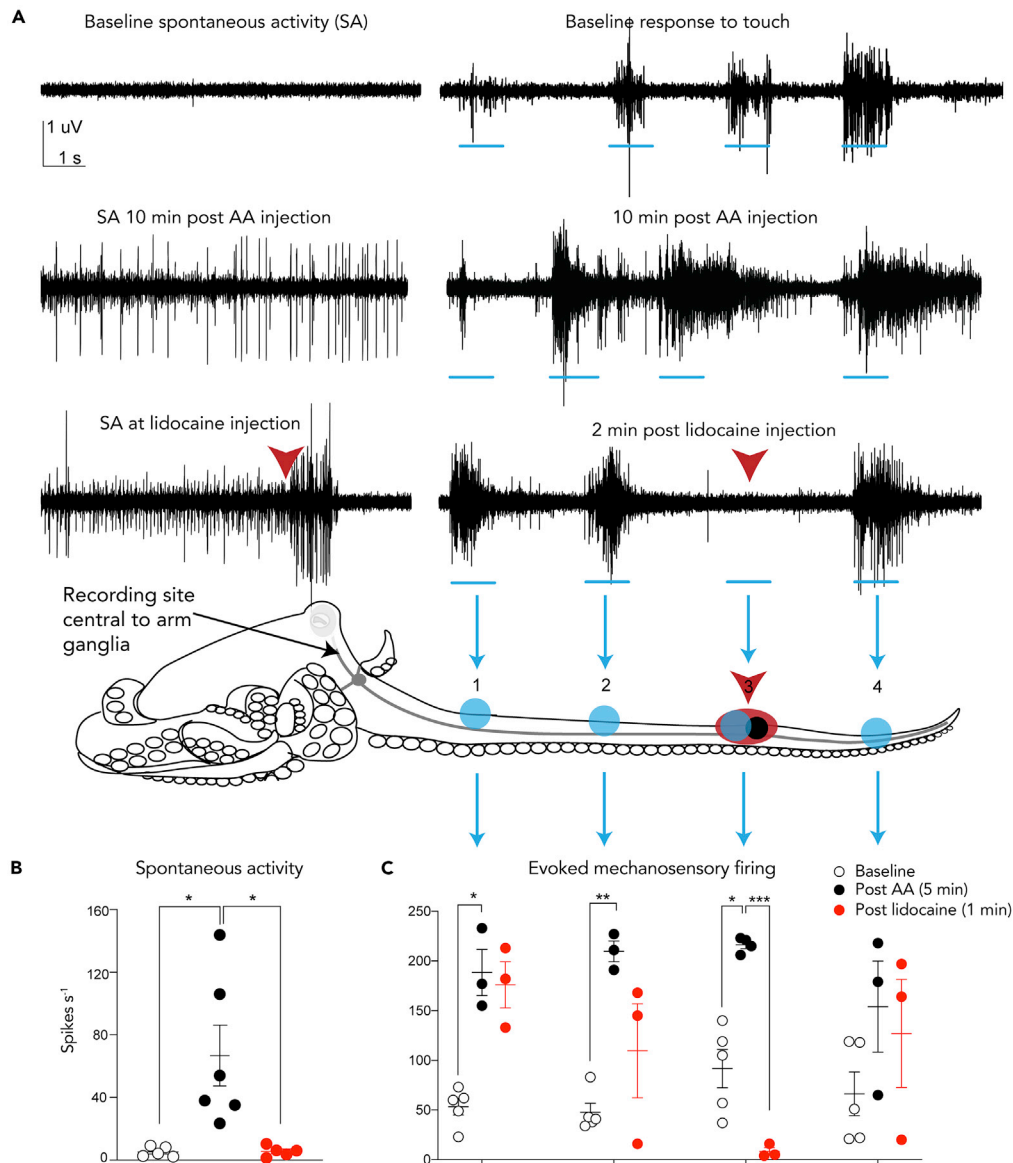 A
Baseline spontaneous activity (SA)
Baseline response to touch
1 uV
1 s
SA 10 min post AA injection
10 min post AA injection
SA at lidocaine injection
2 min post lidocaine injection
Recording site
central to arm
ganglia
1
2
3
4
B
Spontaneous activity
C
Evoked mechanosensory firing
Baseline
Post AA (5 min)
Post lidocaine (1 min)
* *
160
120
80
40
0
Spikes s-1
* ** * ***
250
200
150
100
50
0